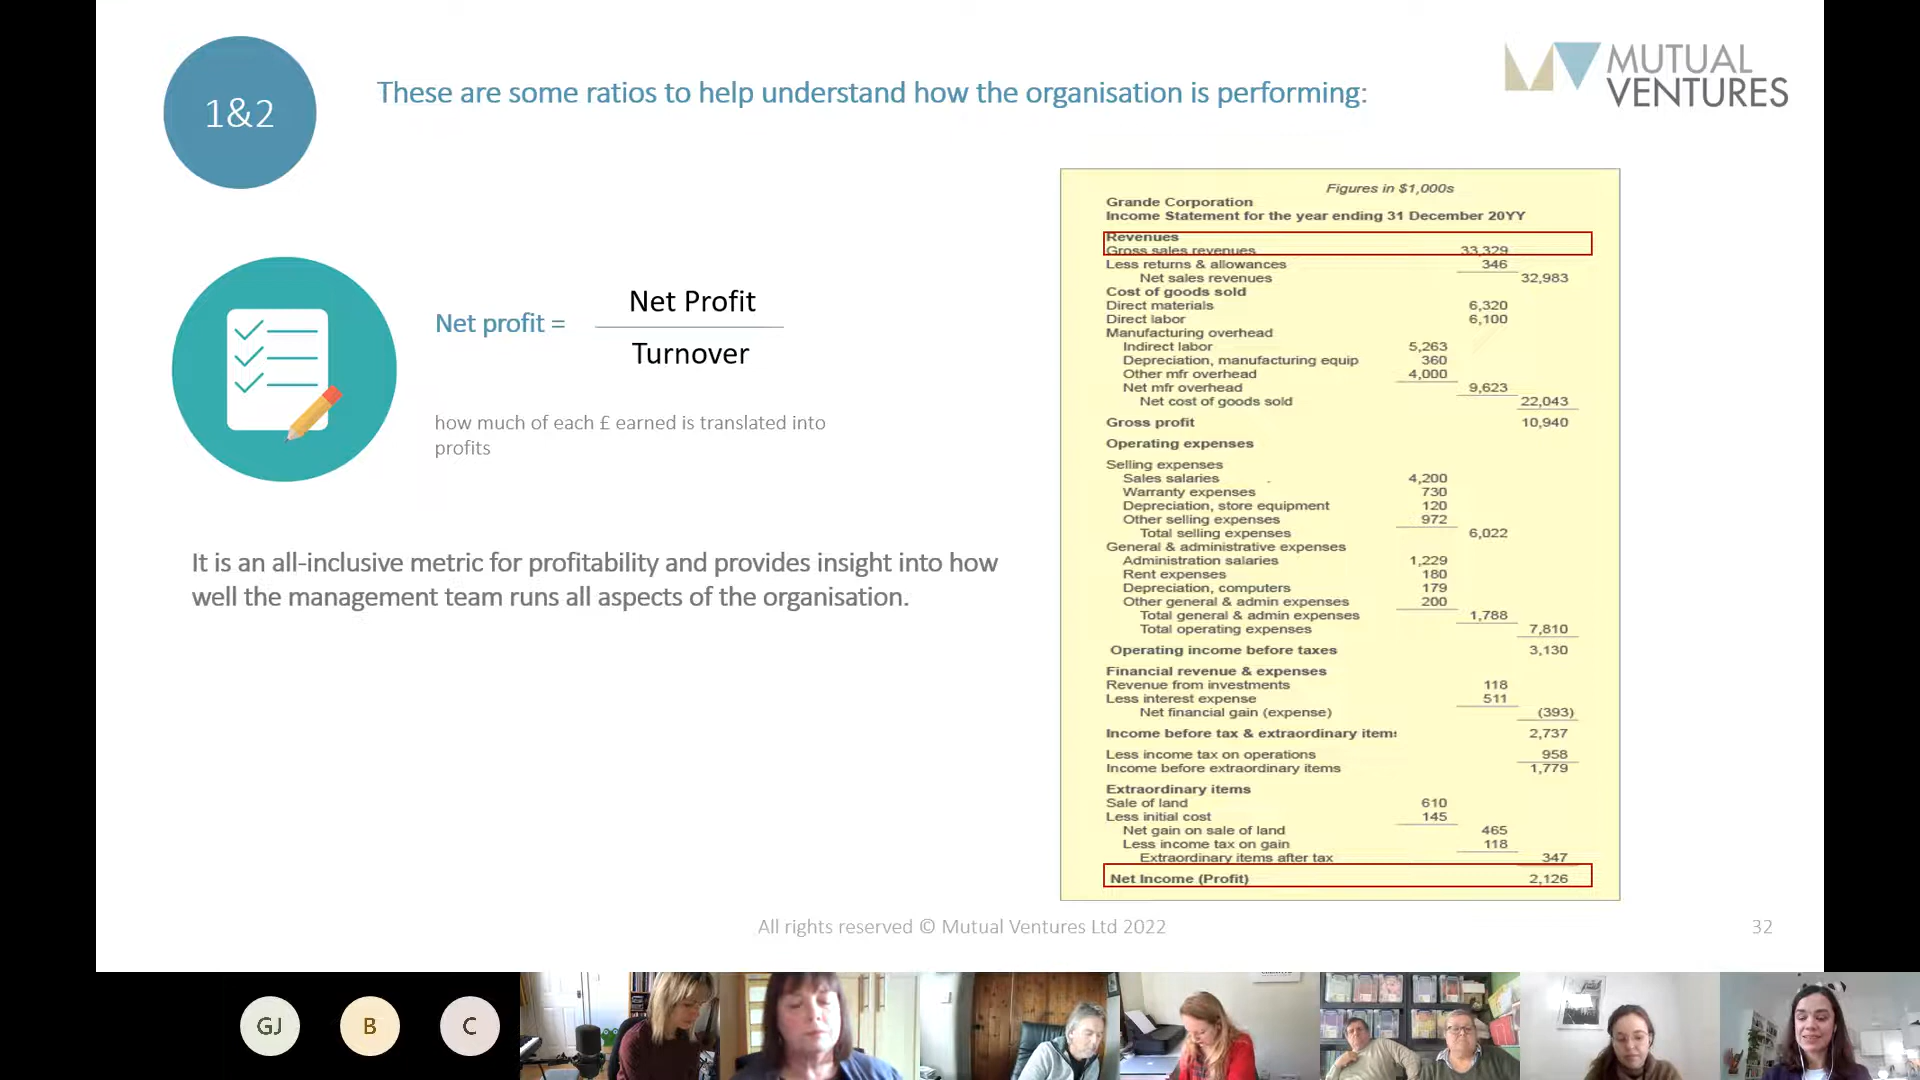 1&2
These are some ratios to help understand how the organisation is performing:
MUTUAL
VENTURES
Net profit =
Net Profit
Turnover
how much of each £ earned is translated into
profits
It is an all-inclusive metric for profitability and provides insight into how
well the management team runs all aspects of the organisation.
Figures in $1,000s
Grande Corporation
Income Statement for the year ending 31 December 20YY
Revenues
Gross sales revenues 33,329
Less returns & allowances 346
Net sales revenues 32,983
Cost of goods sold
Direct materials 6,320
Direct labor 6,100
Manufacturing overhead
Indirect labor 5,263
Depreciation, manufacturing equip 360
Other mfr overhead 4,000
Net mfr overhead 9,623
Net cost of goods sold 22,043
Gross profit 10,940
Operating expenses
Selling expenses
Sales salaries 4,200
Warranty expenses 730
Depreciation, store equipment 120
Other selling expenses 972
Total selling expenses 6,022
General & administrative expenses
Administration salaries 1,229
Rent expenses 180
Depreciation, computers 179
Other general & admin expenses 200
Total general & admin expenses 1,788
Total operating expenses 7,810
Operating income before taxes 3,130
Financial revenue & expenses
Revenue from investments 118
Less interest expense 511
Net financial gain (expense) (393)
Income before tax & extraordinary items 2,737
Less income tax on operations 958
Income before extraordinary items 1,779
Extraordinary items
Sale of land 610
Less initial cost 145
Net gain on sale of land 465
Less income tax on gain 118
Extraordinary items after tax 347
Net Income (Profit) 2,126
All rights reserved © Mutual Ventures Ltd 2022
32
GJ
B
C